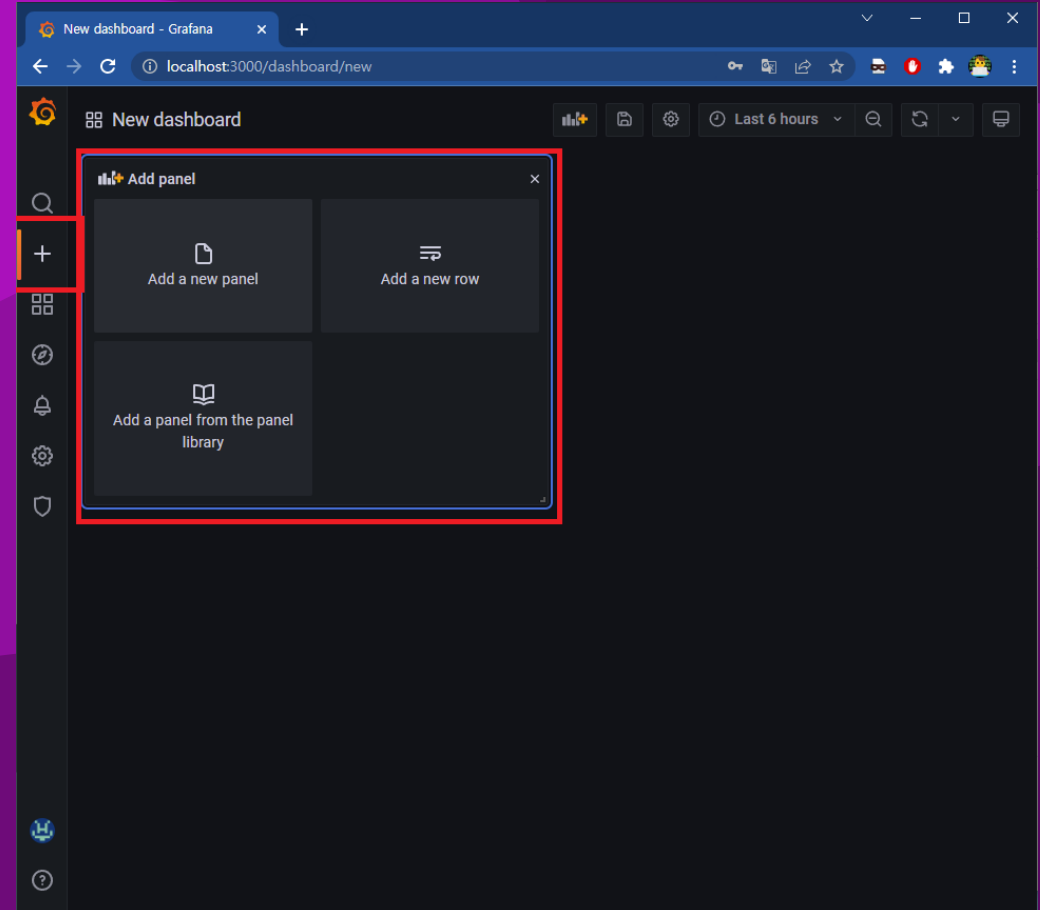 New dashboard - Grafana
localhost:3000/dashboard/new
New dashboard
Last 6 hours
Add panel
Add a new panel
Add a new row
Add a panel from the panel
library